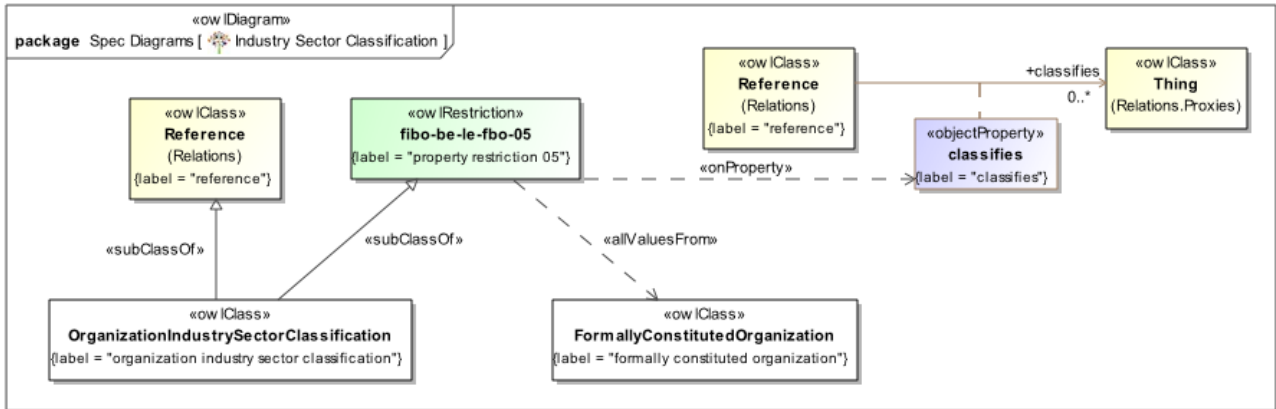 «owlDiagram»
package Spec Diagrams [ Industry Sector Classification ]
«owlClass»
Reference
(Relations)
{label = "reference"}
«owlRestriction»
fibo-be-le-fbo-05
{label = "property restriction 05"}
«owlClass»
Reference
(Relations)
{label = "reference"}
+classifies
0..*
«owlClass»
Thing
(Relations.Proxies)
«objectProperty»
classifies
{label = "classifies"}
«onProperty»
«subClassOf»
«subClassOf»
«allValuesFrom»
«owlClass»
OrganizationIndustrySectorClassification
{label = "organization industry sector classification"}
«owlClass»
FormallyConstitutedOrganization
{label = "formally constituted organization"}